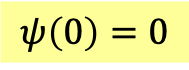 ψ(0) = 0